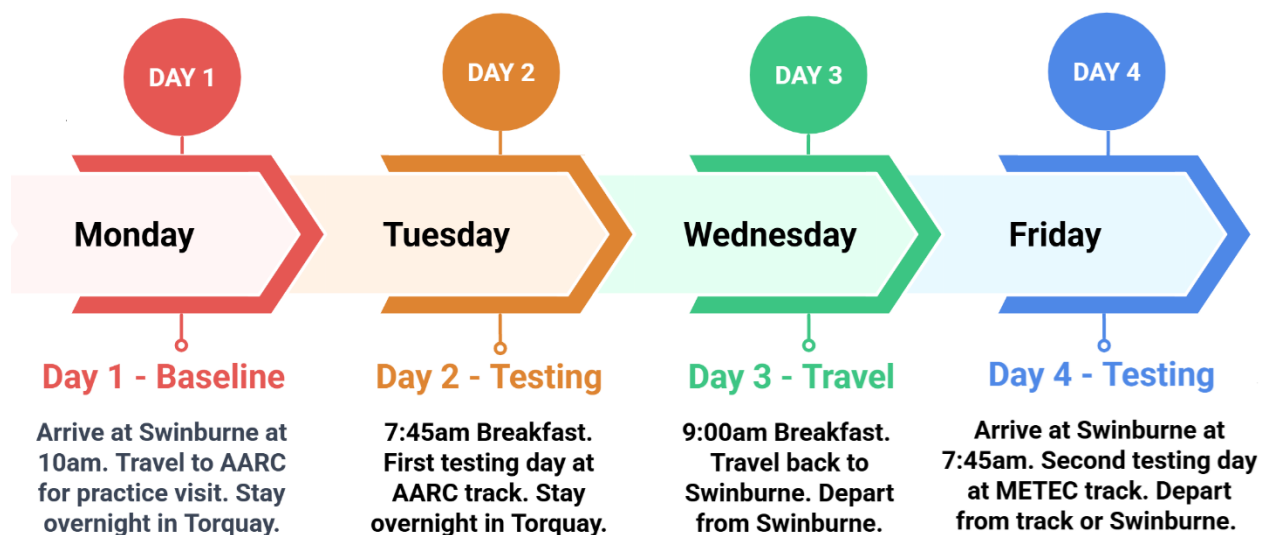 DAY 1
DAY 2
DAY 3
DAY 4
Monday
Tuesday
Wednesday
Friday
Day 1 - Baseline
Arrive at Swinburne at
10am. Travel to AARC
for practice visit. Stay
overnight in Torquay.
Day 2 - Testing
7:45am Breakfast.
First testing day at
AARC track. Stay
overnight in Torquay.
Day 3 - Travel
9:00am Breakfast.
Travel back to
Swinburne. Depart
from Swinburne.
Day 4 - Testing
Arrive at Swinburne at
7:45am. Second testing day
at METEC track. Depart
from track or Swinburne.